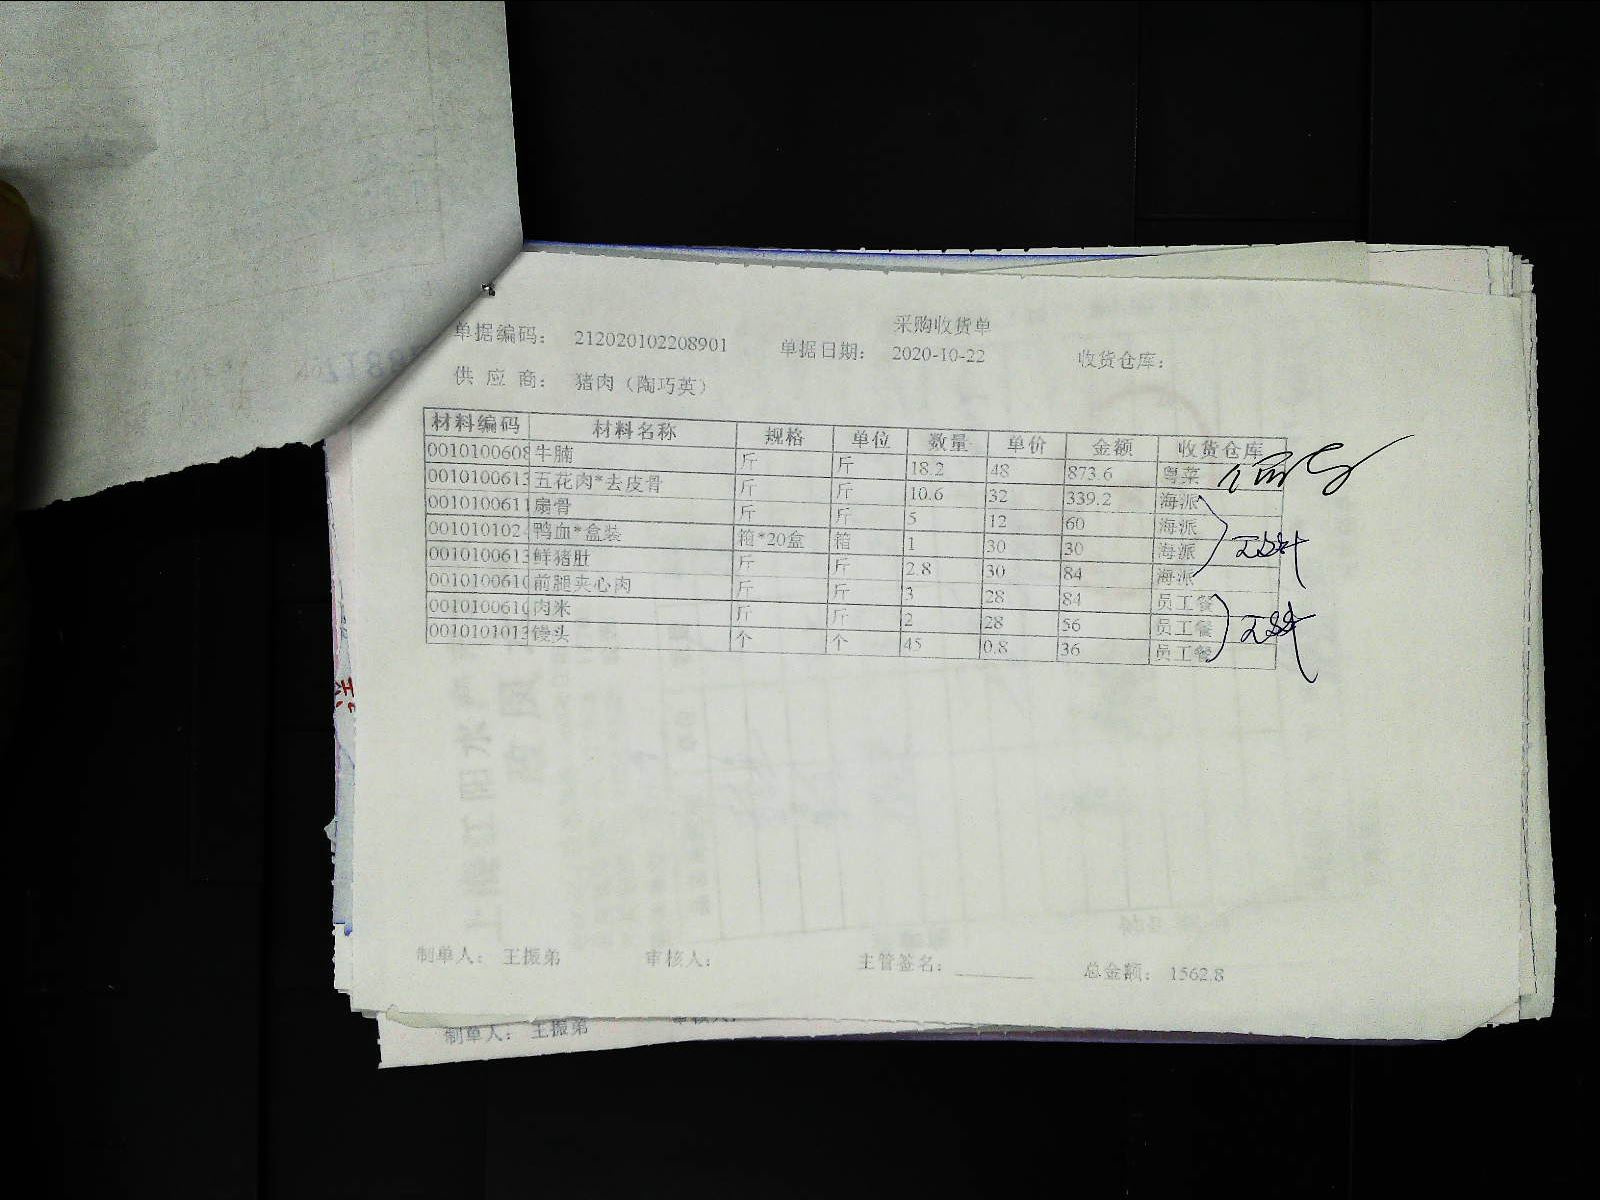 采购收货单
单据编码： 212020102208901 单据日期： 2020-10-22 收货仓库：
供 应 商： 猪肉（陶巧英）
材料编码 材料名称 规格 单位 数量 单价 金额 收货仓库
0010100608 牛腩 斤 斤 18.2 48 873.6 粤菜
0010100613 五花肉*去皮骨 斤 斤 10.6 32 339.2 海派
0010100611 扇骨 斤 斤 5 12 60 海派
001010102 鸭血*盒装 箱*20盒 箱 1 30 30 海派
0010100613 鲜猪肚 斤 斤 2.8 30 84 海派
0010100610 前腿夹心肉 斤 斤 3 28 84 员工餐
0010100610 肉米 斤 斤 2 28 56 员工餐
0010101013 馒头 个 个 45 0.8 36 员工餐
制单人： 王振弟 审核人： 主管签名： 总金额： 1562.8
制单人： 王振弟